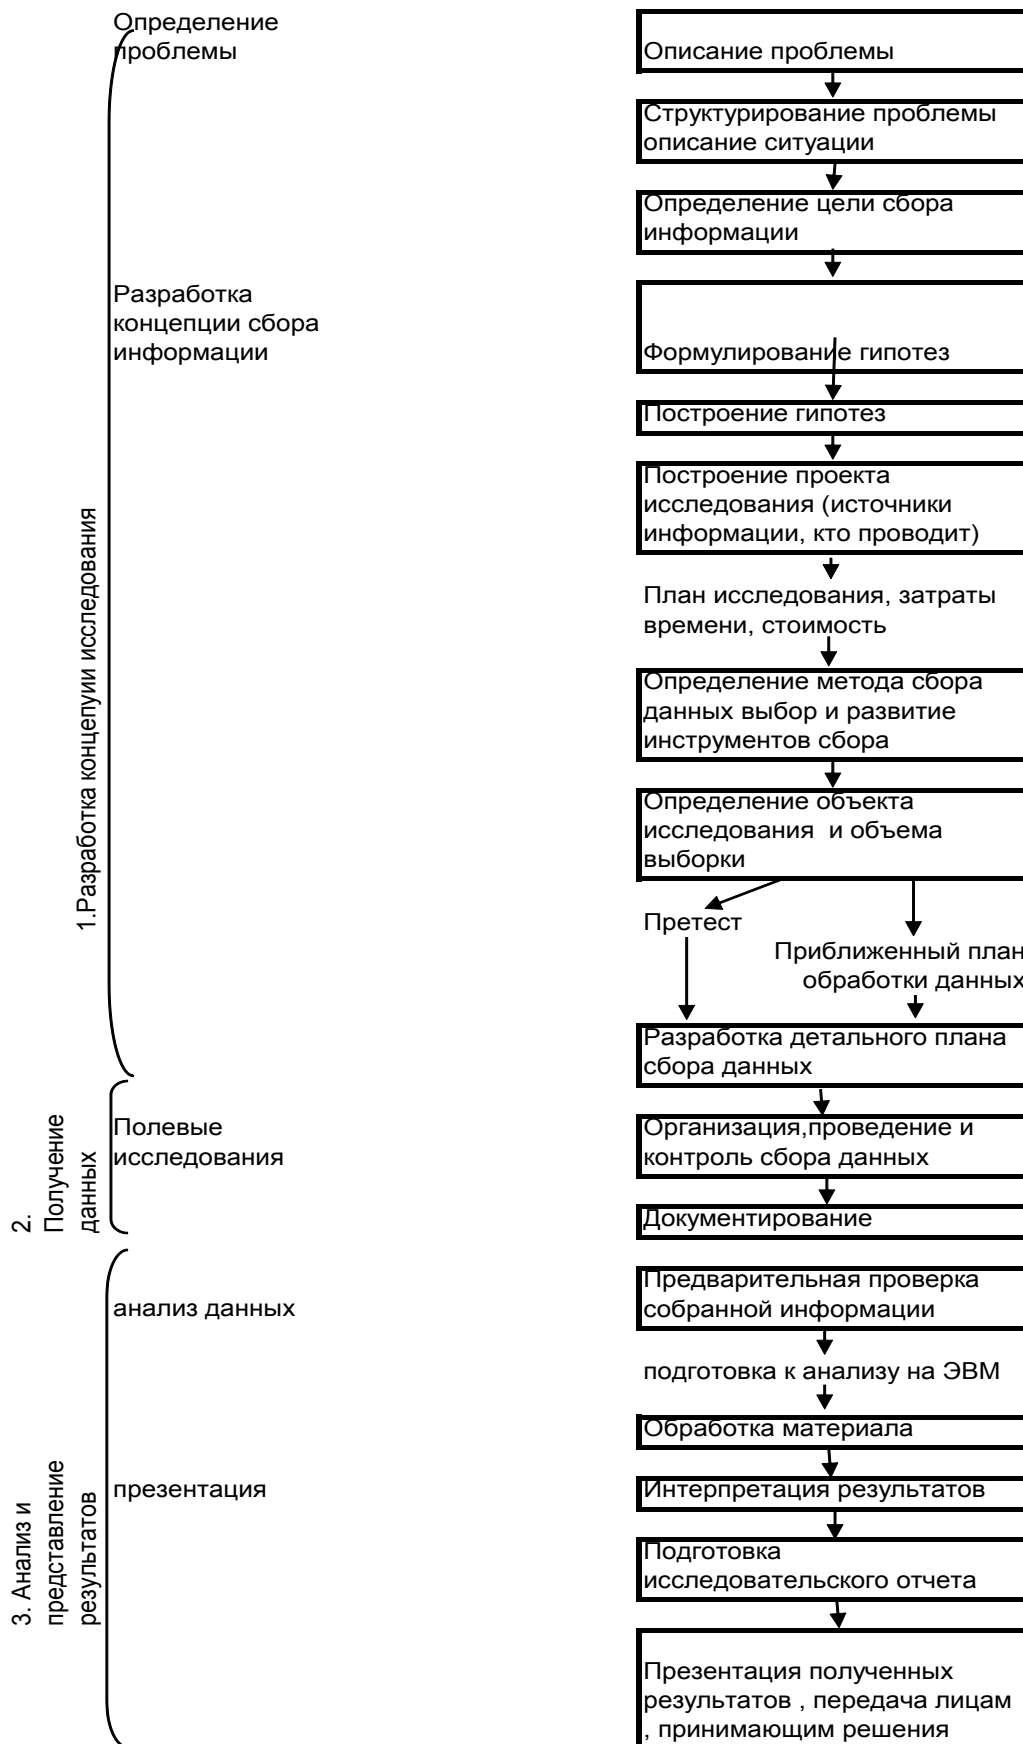 Определение
проблемы
Описание проблемы
Структурирование проблемы
описание ситуации
Определение цели сбора
информации
Разработка
концепции сбора
информации
Формулирование гипотез
Построение гипотез
Построение проекта
исследования (источники
информации, кто проводит)
План исследования, затраты
времени, стоимость
1.Разработка концепуии исследования
Определение метода сбора
данных выбор и развитие
инструментов сбора
Определение объекта
исследования и объема
выборки
Претест
Приближенный план
обработки данных
Разработка детального плана
сбора данных
2.
Получение
данных
Полевые
исследования
Организация,проведение и
контроль сбора данных
Документирование
3. Анализ и
представление
результатов
анализ данных
Предварительная проверка
собранной информации
подготовка к анализу на ЭВМ
Обработка материала
презентация
Интерпретация результатов
Подготовка
исследовательского отчета
Презентация полученных
результатов , передача лицам
, принимающим решения